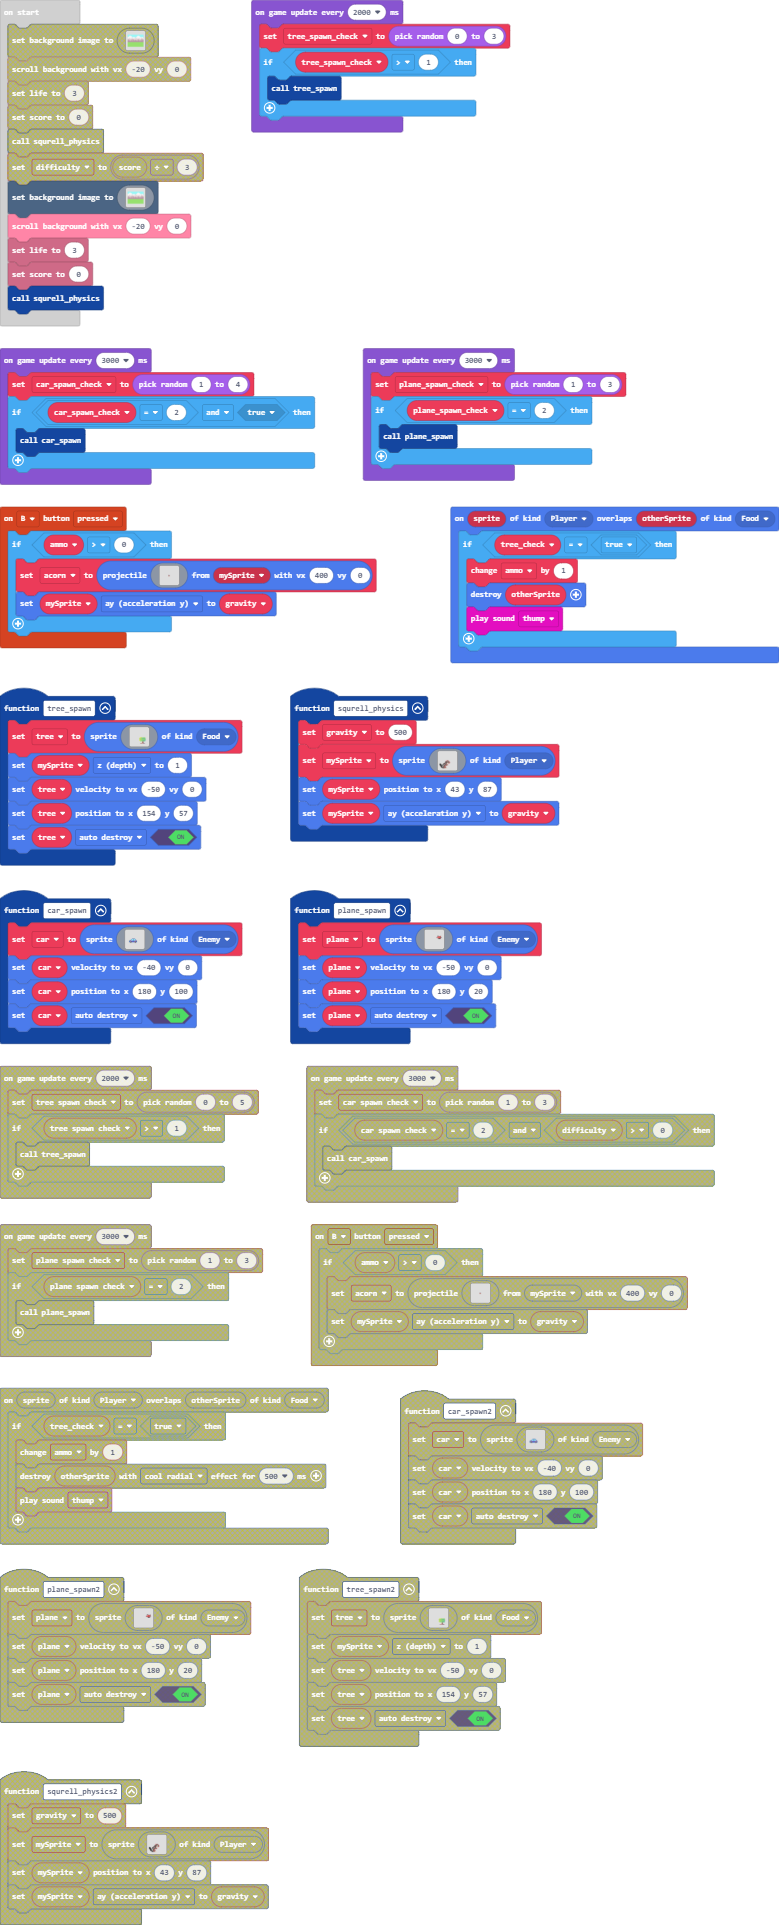 on start
set background image to
scroll background with vx -20 vy 0
set life to 3
set score to 0
call squrell_physics
set difficulty to score ÷ 3
set background image to
scroll background with vx -20 vy 0
set life to 3
set score to 0
call squrell_physics
on game update every 2000 ms
set tree_spawn_check to pick random 0 to 3
if tree_spawn_check > 1 then
call tree_spawn
on game update every 3000 ms
set car_spawn_check to pick random 1 to 4
if car_spawn_check = 2 and true then
call car_spawn
on game update every 3000 ms
set plane_spawn_check to pick random 1 to 3
if plane_spawn_check = 2 then
call plane_spawn
on B button pressed
if ammo > 0 then
set acorn to projectile from mySprite with vx 400 vy 0
set mySprite ay (acceleration y) to gravity
on sprite of kind Player overlaps otherSprite of kind Food
if tree_check = true then
change ammo by 1
destroy otherSprite
play sound thump
function tree_spawn
set tree to sprite of kind Food
set mySprite z (depth) to 1
set tree velocity to vx -50 vy 0
set tree position to x 154 y 57
set tree auto destroy ON
function squrell_physics
set gravity to 500
set mySprite to sprite of kind Player
set mySprite position to x 43 y 87
set mySprite ay (acceleration y) to gravity
function car_spawn
set car to sprite of kind Enemy
set car velocity to vx -40 vy 0
set car position to x 180 y 100
set car auto destroy ON
function plane_spawn
set plane to sprite of kind Enemy
set plane velocity to vx -50 vy 0
set plane position to x 180 y 20
set plane auto destroy ON
on game update every 2000 ms
set tree spawn check to pick random 0 to 5
if tree spawn check > 1 then
call tree_spawn
on game update every 3000 ms
set car spawn check to pick random 1 to 3
if car spawn check = 2 and difficulty > 0 then
call car_spawn
on game update every 3000 ms
set plane spawn check to pick random 1 to 3
if plane spawn check = 2 then
call plane_spawn
on B button pressed
if ammo > 0 then
set acorn to projectile from mySprite with vx 400 vy 0
set mySprite ay (acceleration y) to gravity
on sprite of kind Player overlaps otherSprite of kind Food
if tree_check = true then
change ammo by 1
destroy otherSprite with cool radial effect for 500 ms
play sound thump
function car_spawn2
set car to sprite of kind Enemy
set car velocity to vx -40 vy 0
set car position to x 180 y 100
set car auto destroy ON
function plane_spawn2
set plane to sprite of kind Enemy
set plane velocity to vx -50 vy 0
set plane position to x 180 y 20
set plane auto destroy ON
function tree_spawn2
set tree to sprite of kind Food
set mySprite z (depth) to 1
set tree velocity to vx -50 vy 0
set tree position to x 154 y 57
set tree auto destroy ON
function squrell_physics2
set gravity to 500
set mySprite to sprite of kind Player
set mySprite position to x 43 y 87
set mySprite ay (acceleration y) to gravity